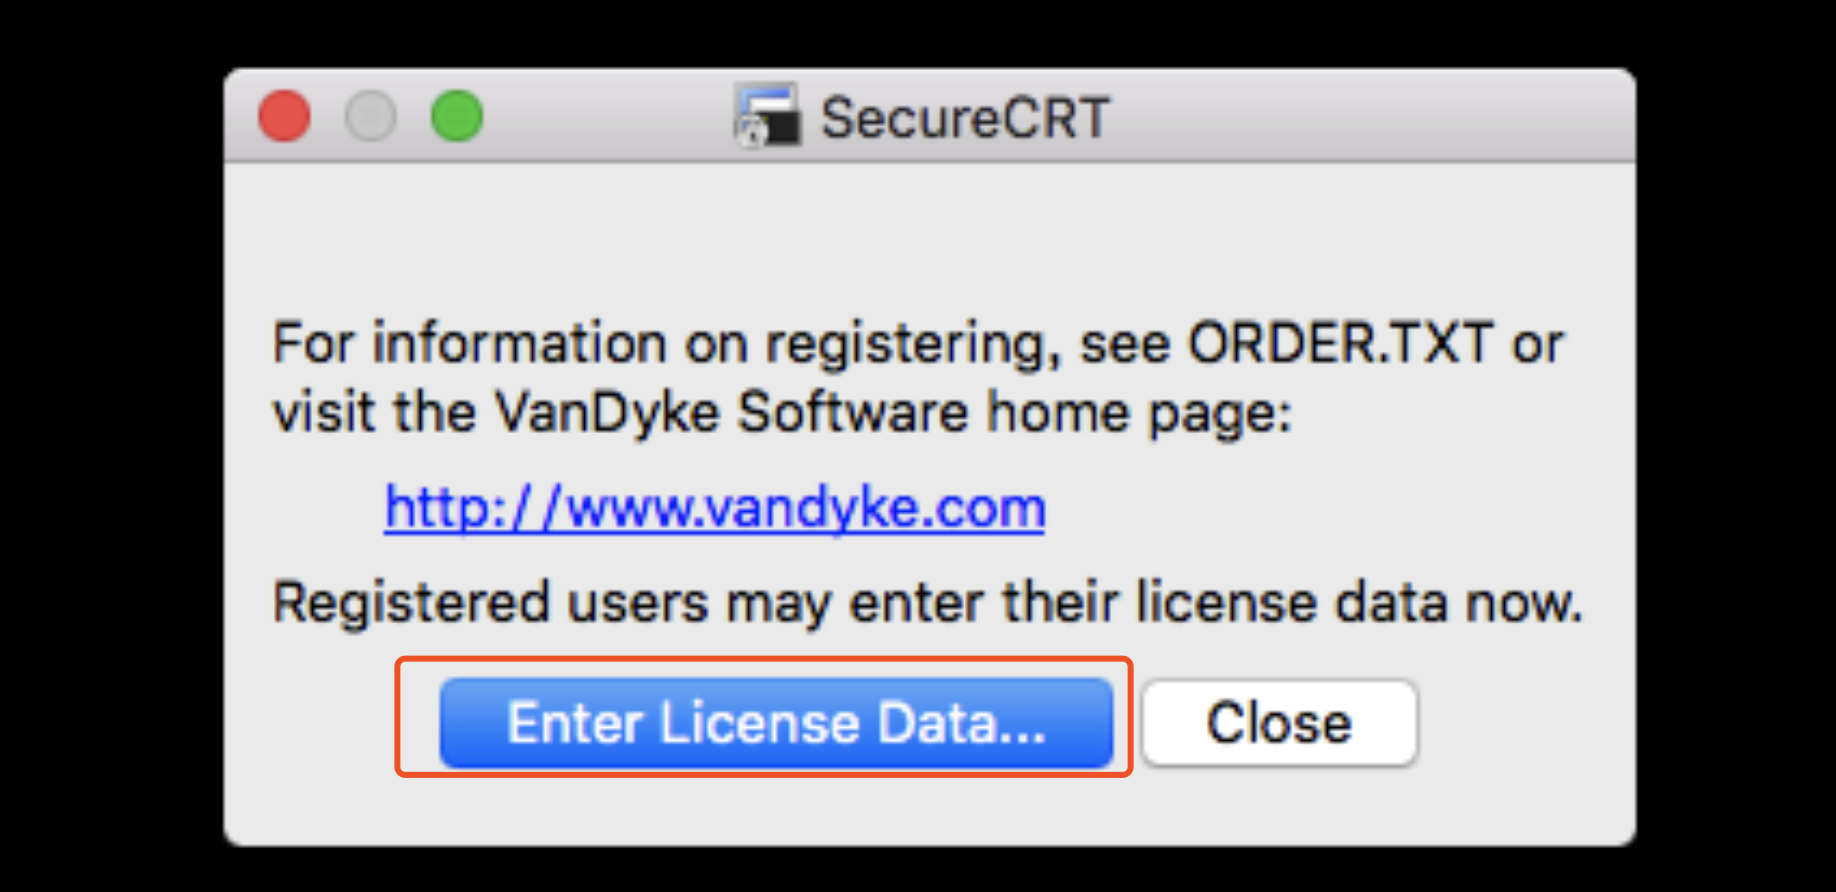 SecureCRT
For information on registering, see ORDER.TXT or
visit the VanDyke Software home page:
http://www.vandyke.com
Registered users may enter their license data now.
Enter License Data...
Close